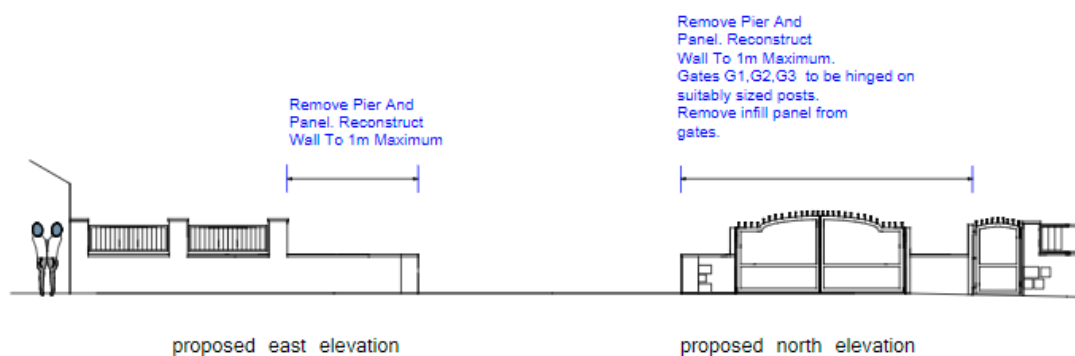 Remove Pier And
Panel. Reconstruct
Wall To 1m Maximum
Remove Pier And
Panel. Reconstruct
Wall To 1m Maximum.
Gates G1,G2,G3 to be hinged on
suitably sized posts.
Remove infill panel from
gates.
proposed east elevation
proposed north elevation